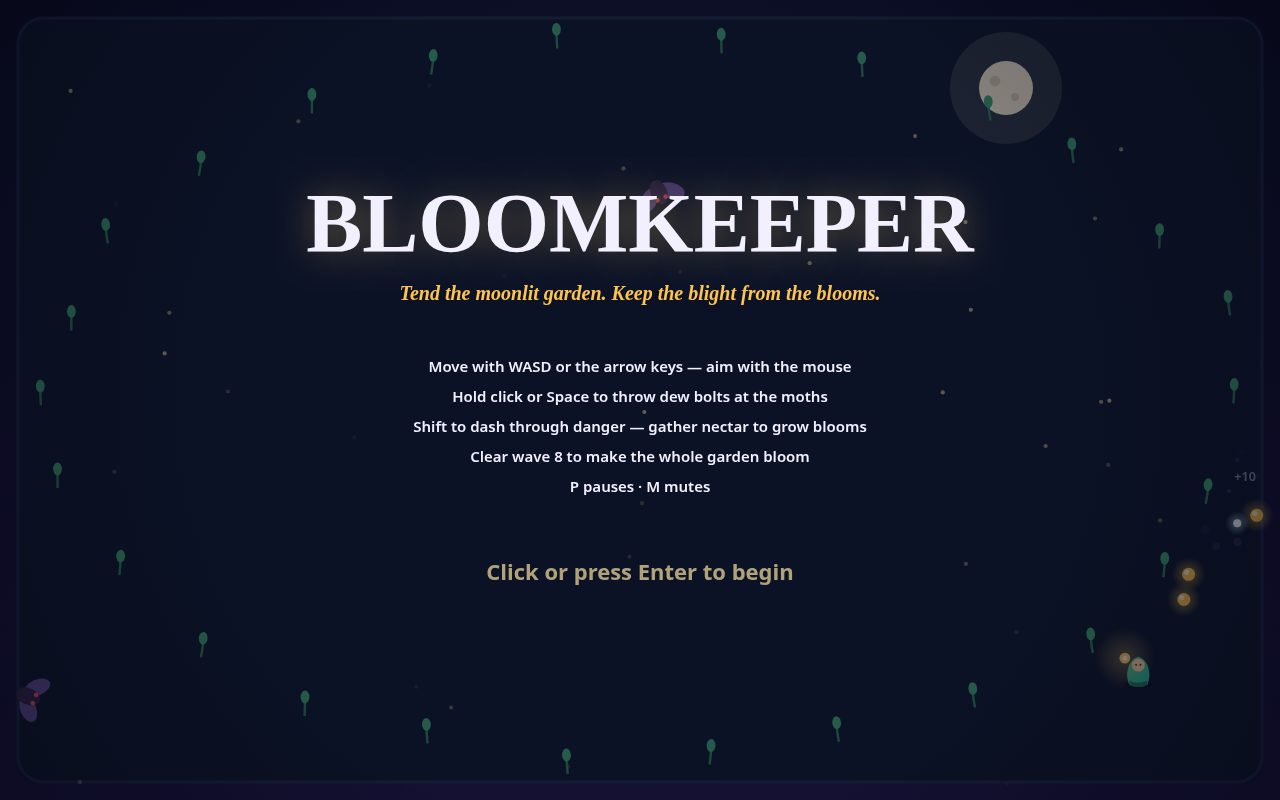 BLOOMKEEPER
Tend the moonlit garden. Keep the blight from the blooms.
Move with WASD or the arrow keys — aim with the mouse
Hold click or Space to throw dew bolts at the moths
Shift to dash through danger — gather nectar to grow blooms
Clear wave 8 to make the whole garden bloom
+10
P pauses · M mutes
Click or press Enter to begin